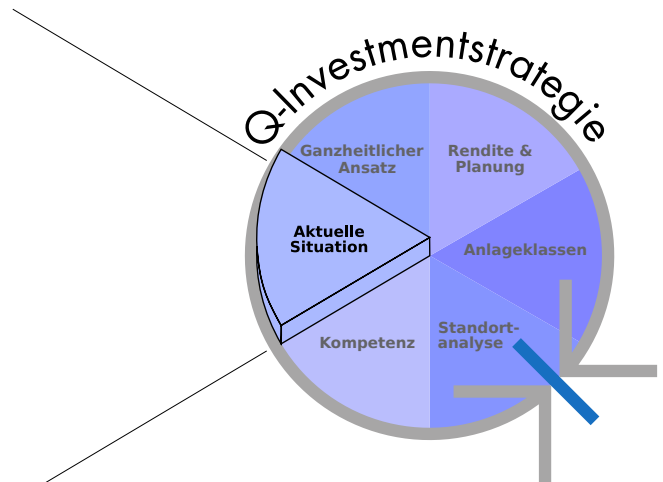 Q-Investmentstrategie
Ganzheitlicher
Ansatz
Rendite &
Planung
Aktuelle
Situation
Anlageklassen
Kompetenz
Standort-
analyse